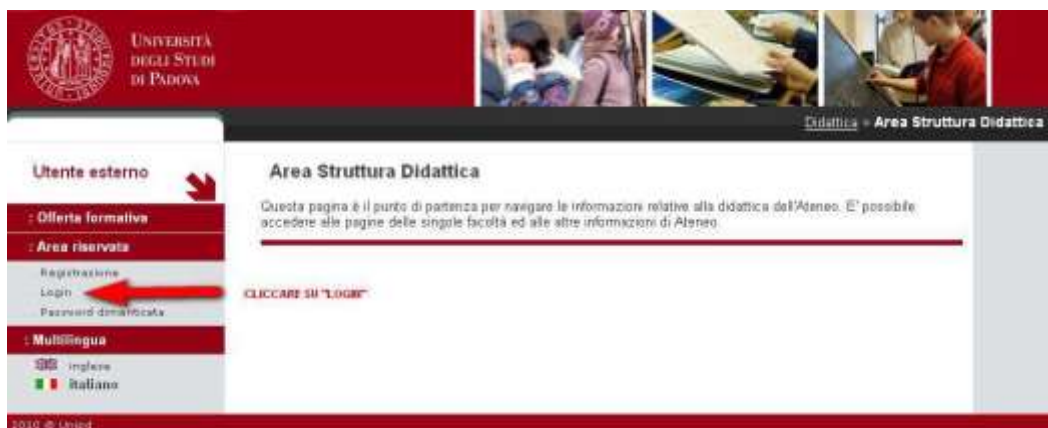 UNIVERSITÀ
DEGLI STUDI
DI PADOVA
Didattica » Area Struttura Didattica
Utente esterno
Area Struttura Didattica
Questa pagina è il punto di partenza per navigare le informazioni relative alla didattica dell'Ateneo. E' possibile
accedere alle pagine delle singole facoltà ed alle altre informazioni di Ateneo.
: Offerta formativa
: Area riservata
Registrazione
Login
CLICCARE SU "LOGIN"
Password dimenticata
: Multilingua
inglese
italiano
2010 @ Unipd